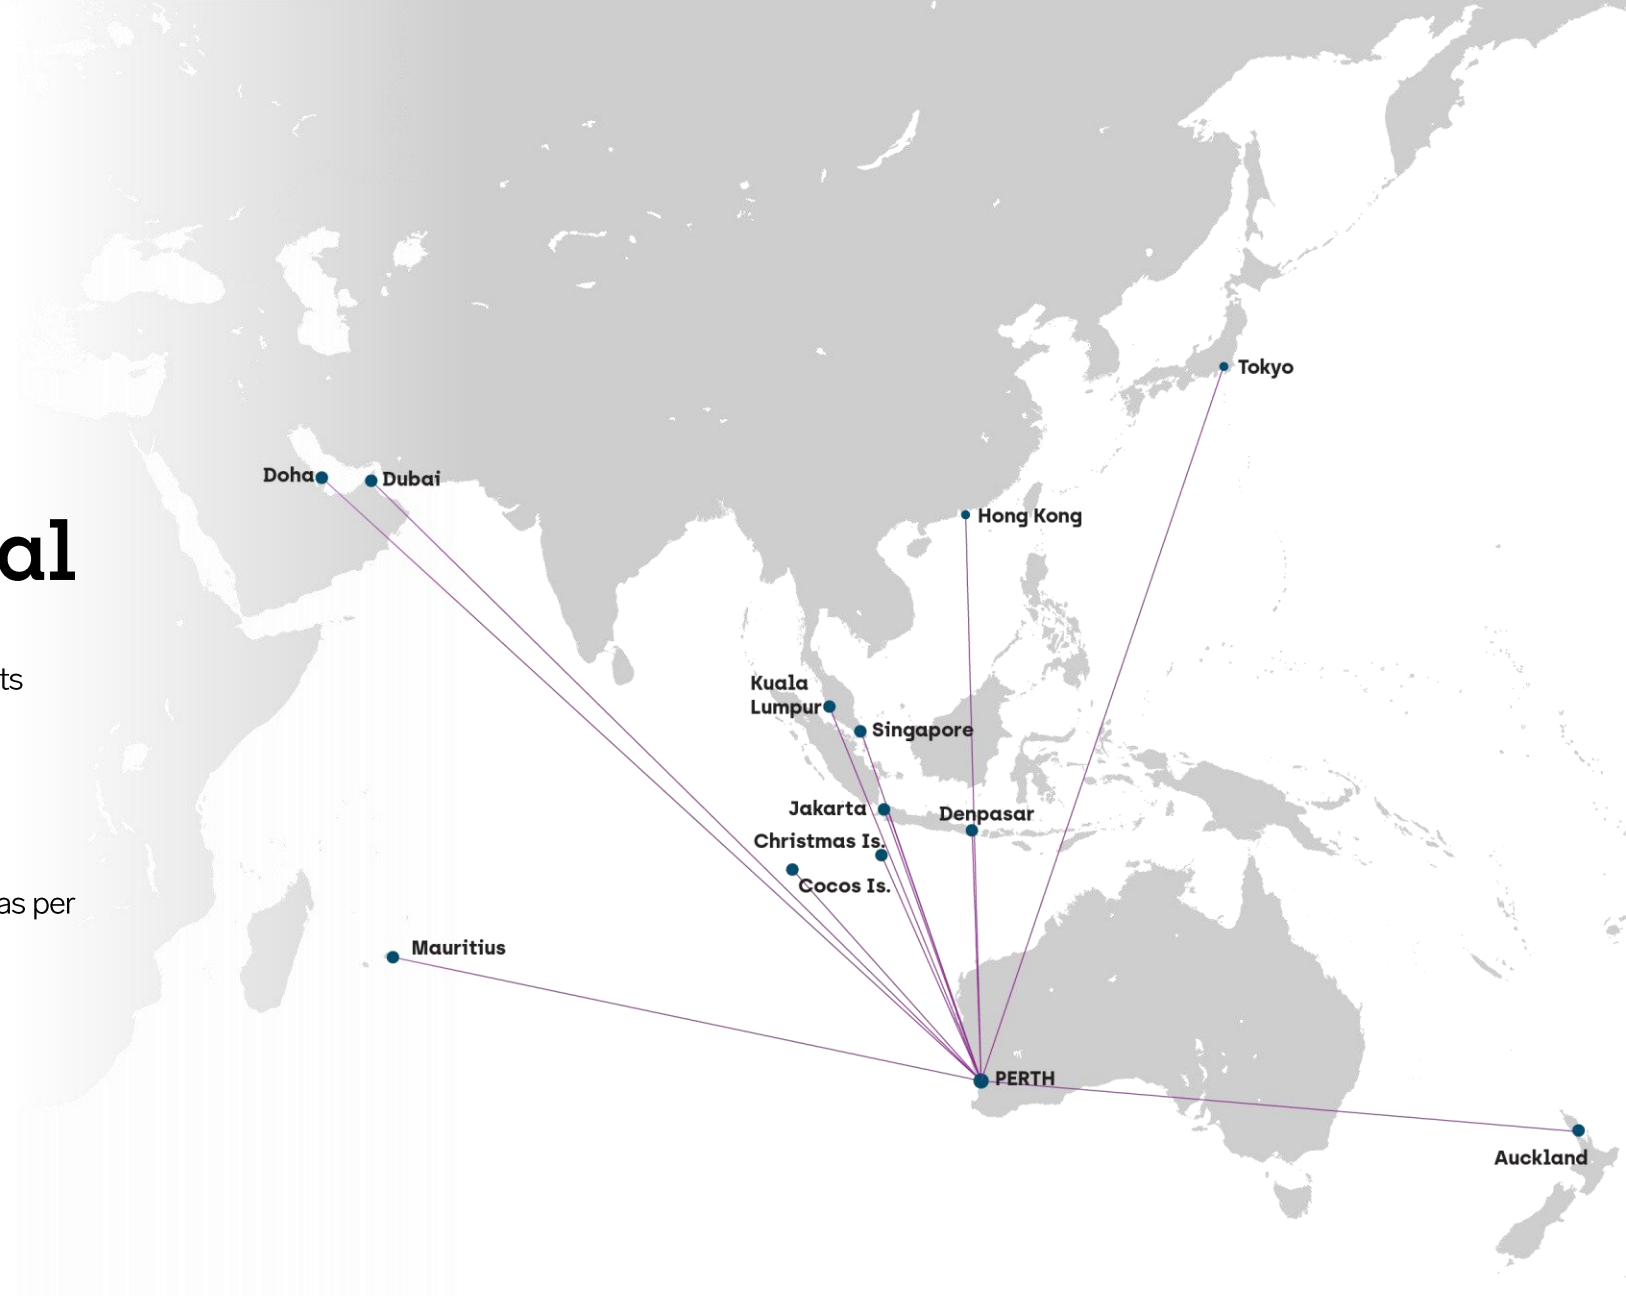 al
ts
as per
Tokyo
Doha
Dubai
Hong Kong
Kuala
Lumpur
Singapore
Jakarta
Denpasar
Christmas Is.
Cocos Is.
Mauritius
PERTH
Auckland